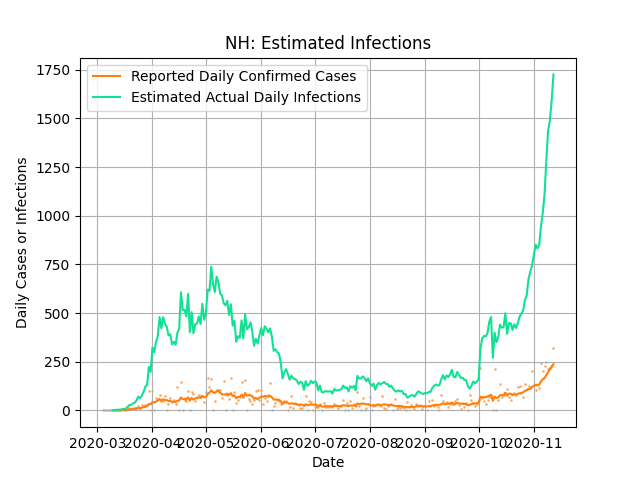 NH: Estimated Infections
Reported Daily Confirmed Cases
Estimated Actual Daily Infections
Daily Cases or Infections
1750
1500
1250
1000
750
500
250
0
2020-03 2020-04 2020-05 2020-06 2020-07 2020-08 2020-09 2020-10 2020-11
Date